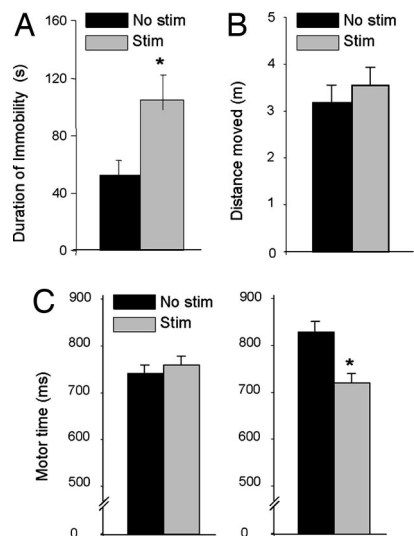 A
No stim
Stim
Duration of Immobility (s)
160
120
80
40
0
*
B
No stim
Stim
Distance moved (m)
5
4
3
2
1
0
C
No stim
Stim
Motor time (ms)
900
800
700
600
500
0
900
800
700
600
500
0
*